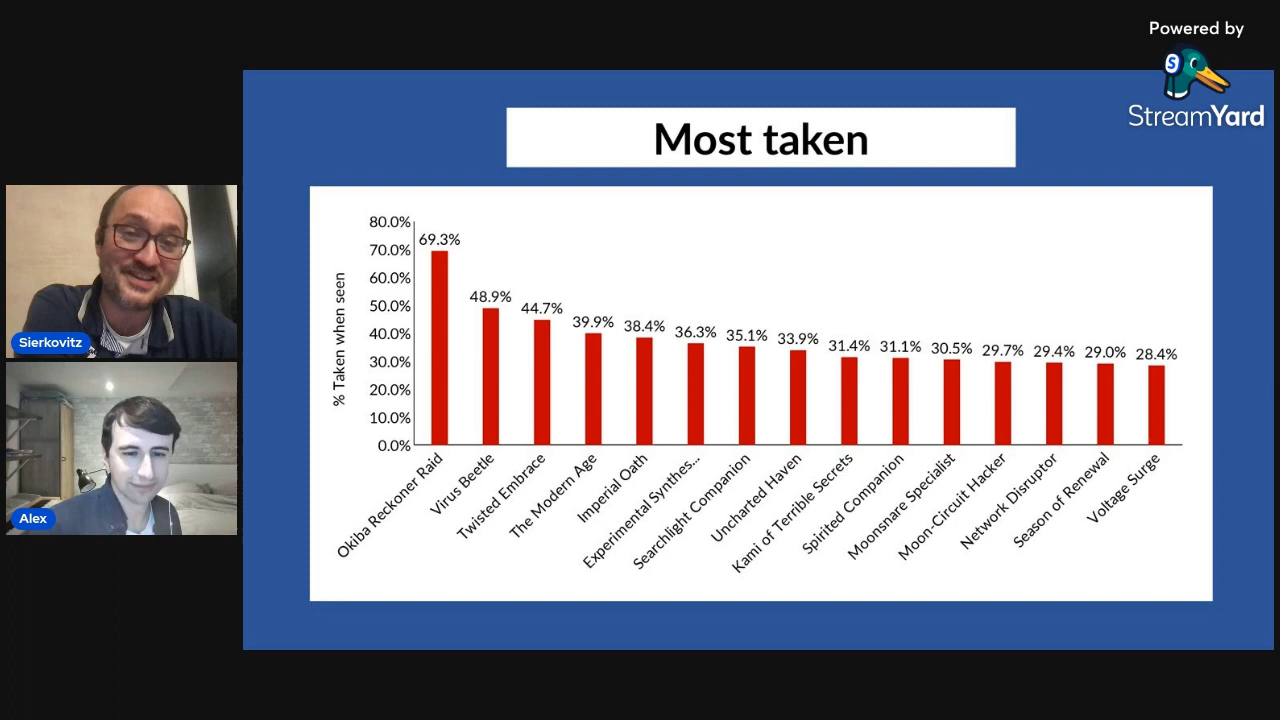 Powered by
StreamYard
Most taken
% Taken when seen
80.0%
70.0%
60.0%
50.0%
40.0%
30.0%
20.0%
10.0%
0.0%
69.3%
48.9%
44.7%
39.9%
38.4%
36.3%
35.1%
33.9%
31.4%
31.1%
30.5%
29.7%
29.4%
29.0%
28.4%
Okiba Reckoner Raid
Virus Beetle
Twisted Embrace
The Modern Age
Imperial Oath
Experimental Synthes...
Searchlight Companion
Uncharted Haven
Kami of Terrible Secrets
Spirited Companion
Moonsnare Specialist
Moon-Circuit Hacker
Network Disruptor
Season of Renewal
Voltage Surge
Sierkovitz
Alex